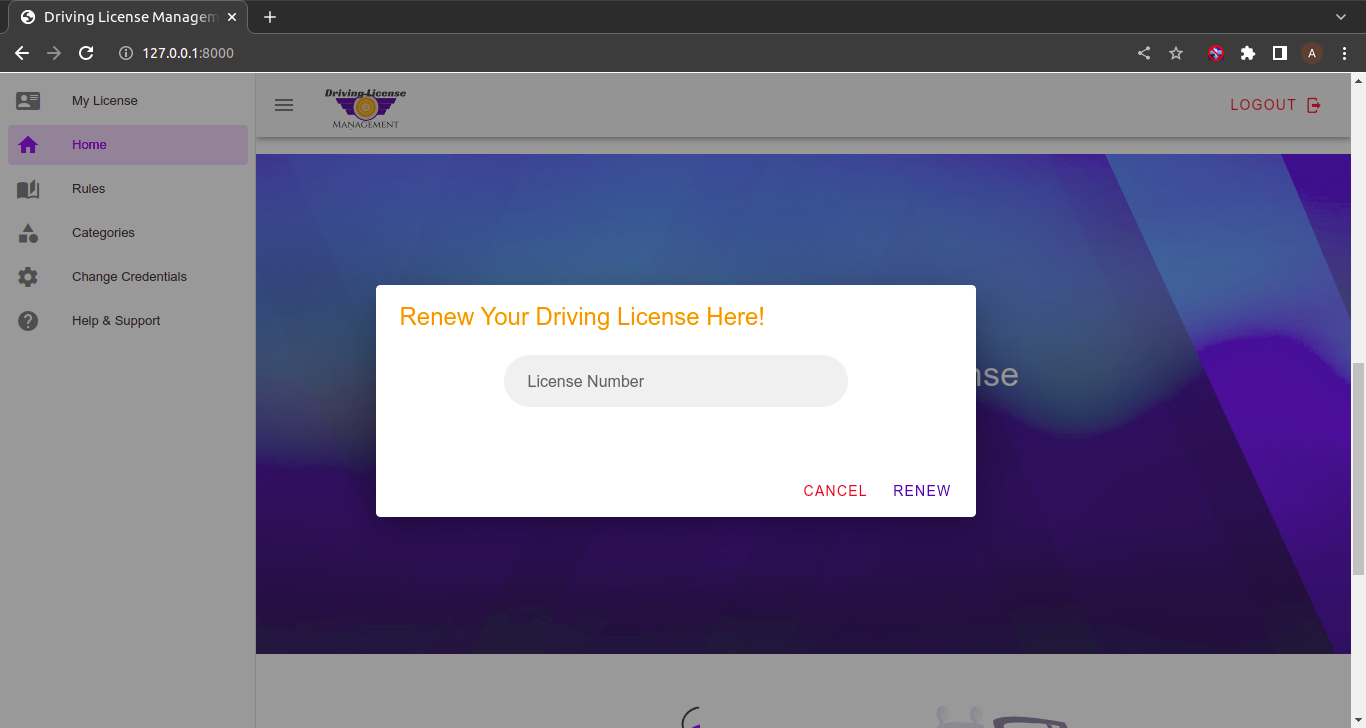 Driving License Managem
127.0.0.1:8000
A
My License
Home
Rules
Categories
Change Credentials
Help & Support
Driving License
MANAGEMENT
LOGOUT
Renew Your Driving License Here!
License Number
CANCEL RENEW
nse